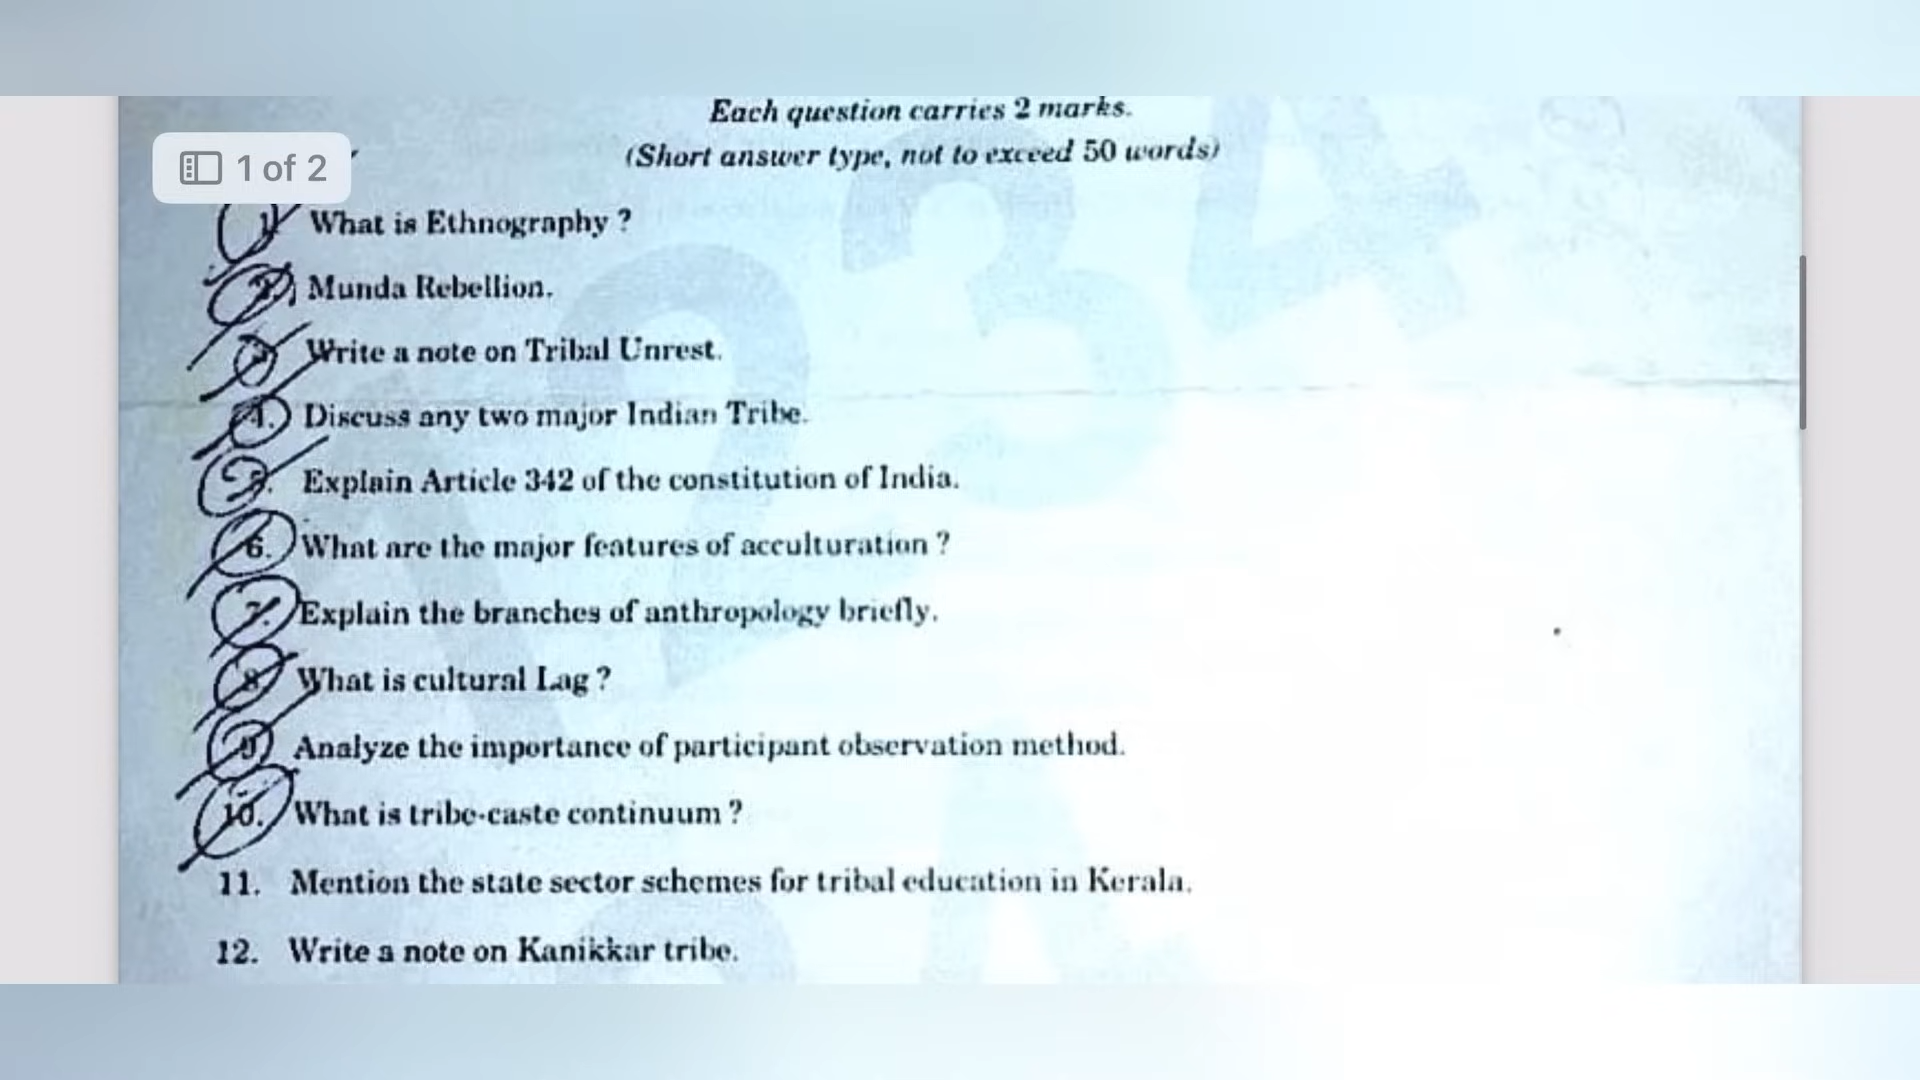 Each question carries 2 marks.
(Short answer type, not to exceed 50 words)
1 of 2
1. What is Ethnography ?
2. Munda Rebellion.
3. Write a note on Tribal Unrest.
4. Discuss any two major Indian Tribe.
5. Explain Article 342 of the constitution of India.
6. What are the major features of acculturation ?
7. Explain the branches of anthropology briefly.
8. What is cultural Lag ?
9. Analyze the importance of participant observation method.
10. What is tribe-caste continuum ?
11. Mention the state sector schemes for tribal education in Kerala.
12. Write a note on Kanikkar tribe.